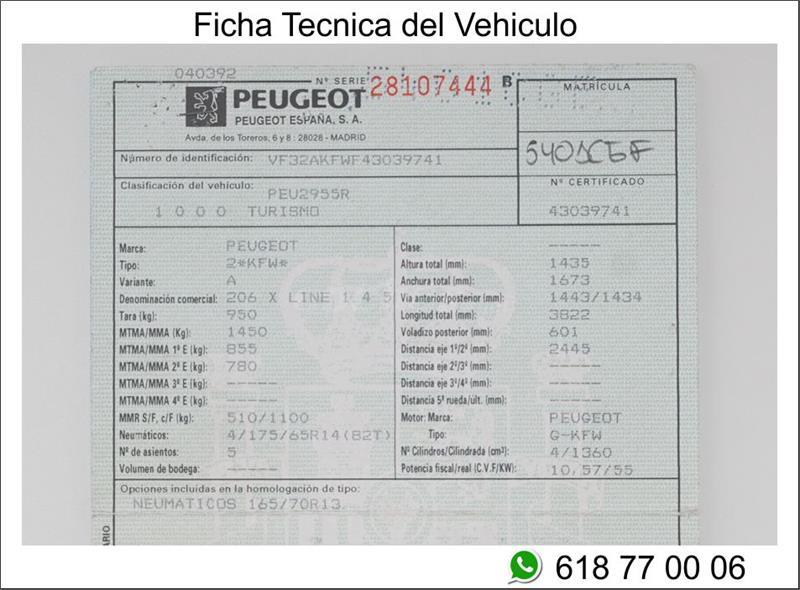 Ficha Tecnica del Vehiculo
040392
Nº SERIE 28107444 B
MATRÍCULA
PEUGEOT
PEUGEOT ESPAÑA, S. A.
Avda. de los Toreros, 6 y 8 : 28028 - MADRID
Número de identificación: VF32AKFWF43039741
Clasificación del vehículo: PEU2955R
1 0 0 0 TURISMO
Nº CERTIFICADO
43039741
Marca: PEUGEOT
Tipo: 2*KFW*
Variante: A
Denominación comercial: 206 X LINE 1 4 5
Tara (kg): 950
MTMA/MMA (Kg): 1450
MTMA/MMA 1º E (kg): 855
MTMA/MMA 2º E (kg): 780
MTMA/MMA 3º E (kg): -----
MTMA/MMA 4º E (kg): -----
MMR S/F, c/F (kg): 510/1100
Neumáticos: 4/175/65R14(82T)
Nº de asientos: 5
Volumen de bodega: -----
Clase: -----
Altura total (mm): 1435
Anchura total (mm): 1673
Via anterior/posterior (mm): 1443/1434
Longitud total (mm): 3822
Voladizo posterior (mm): 601
Distancia eje 1º/2º (mm): 2445
Distancia eje 2º/3º (mm): -----
Distancia eje 3º/4º (mm): -----
Distancia 5ª rueda/últ. (mm): -----
Motor: Marca: PEUGEOT
Tipo: G-KFW
Nº Cilindros/Cilindrada (cm³): 4/1360
Potencia fiscal/real (C.V.F/KW): 10,57/55
Opciones incluidas en la homologación de tipo:
NEUMATICOS 165/70R13
ARIO
618 77 00 06